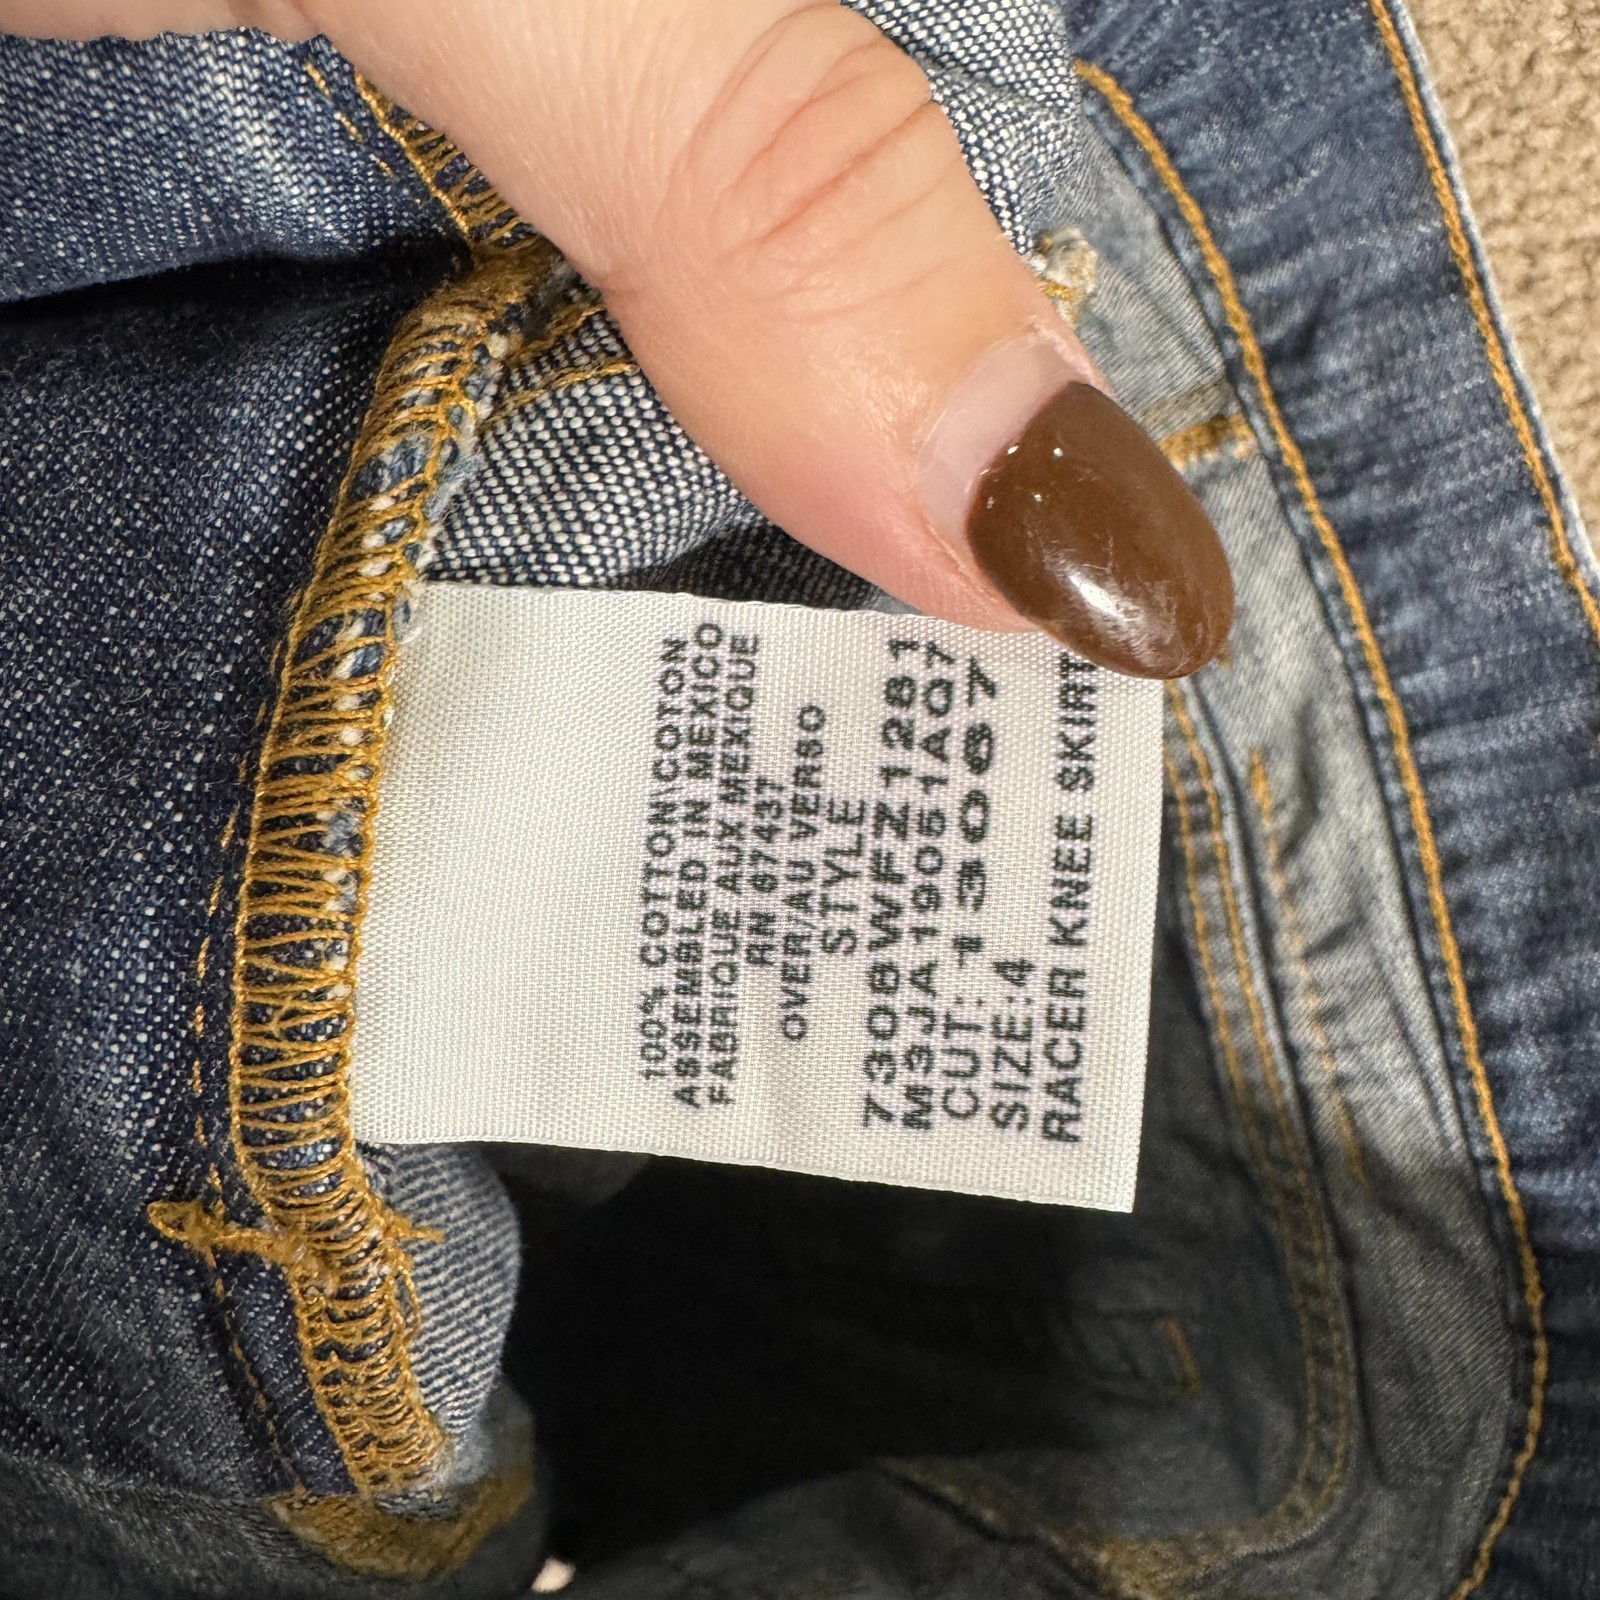 100% COTTON\COTON
ASSEMBLED IN MEXICO
FABRIQUE AUX MEXIQUE
RN 67437
OVER/AU VERSO
STYLE
730BWFZ1281
M3JA19051AQ7
CUT: 13067
SIZE:4
RACER KNEE SKIRT